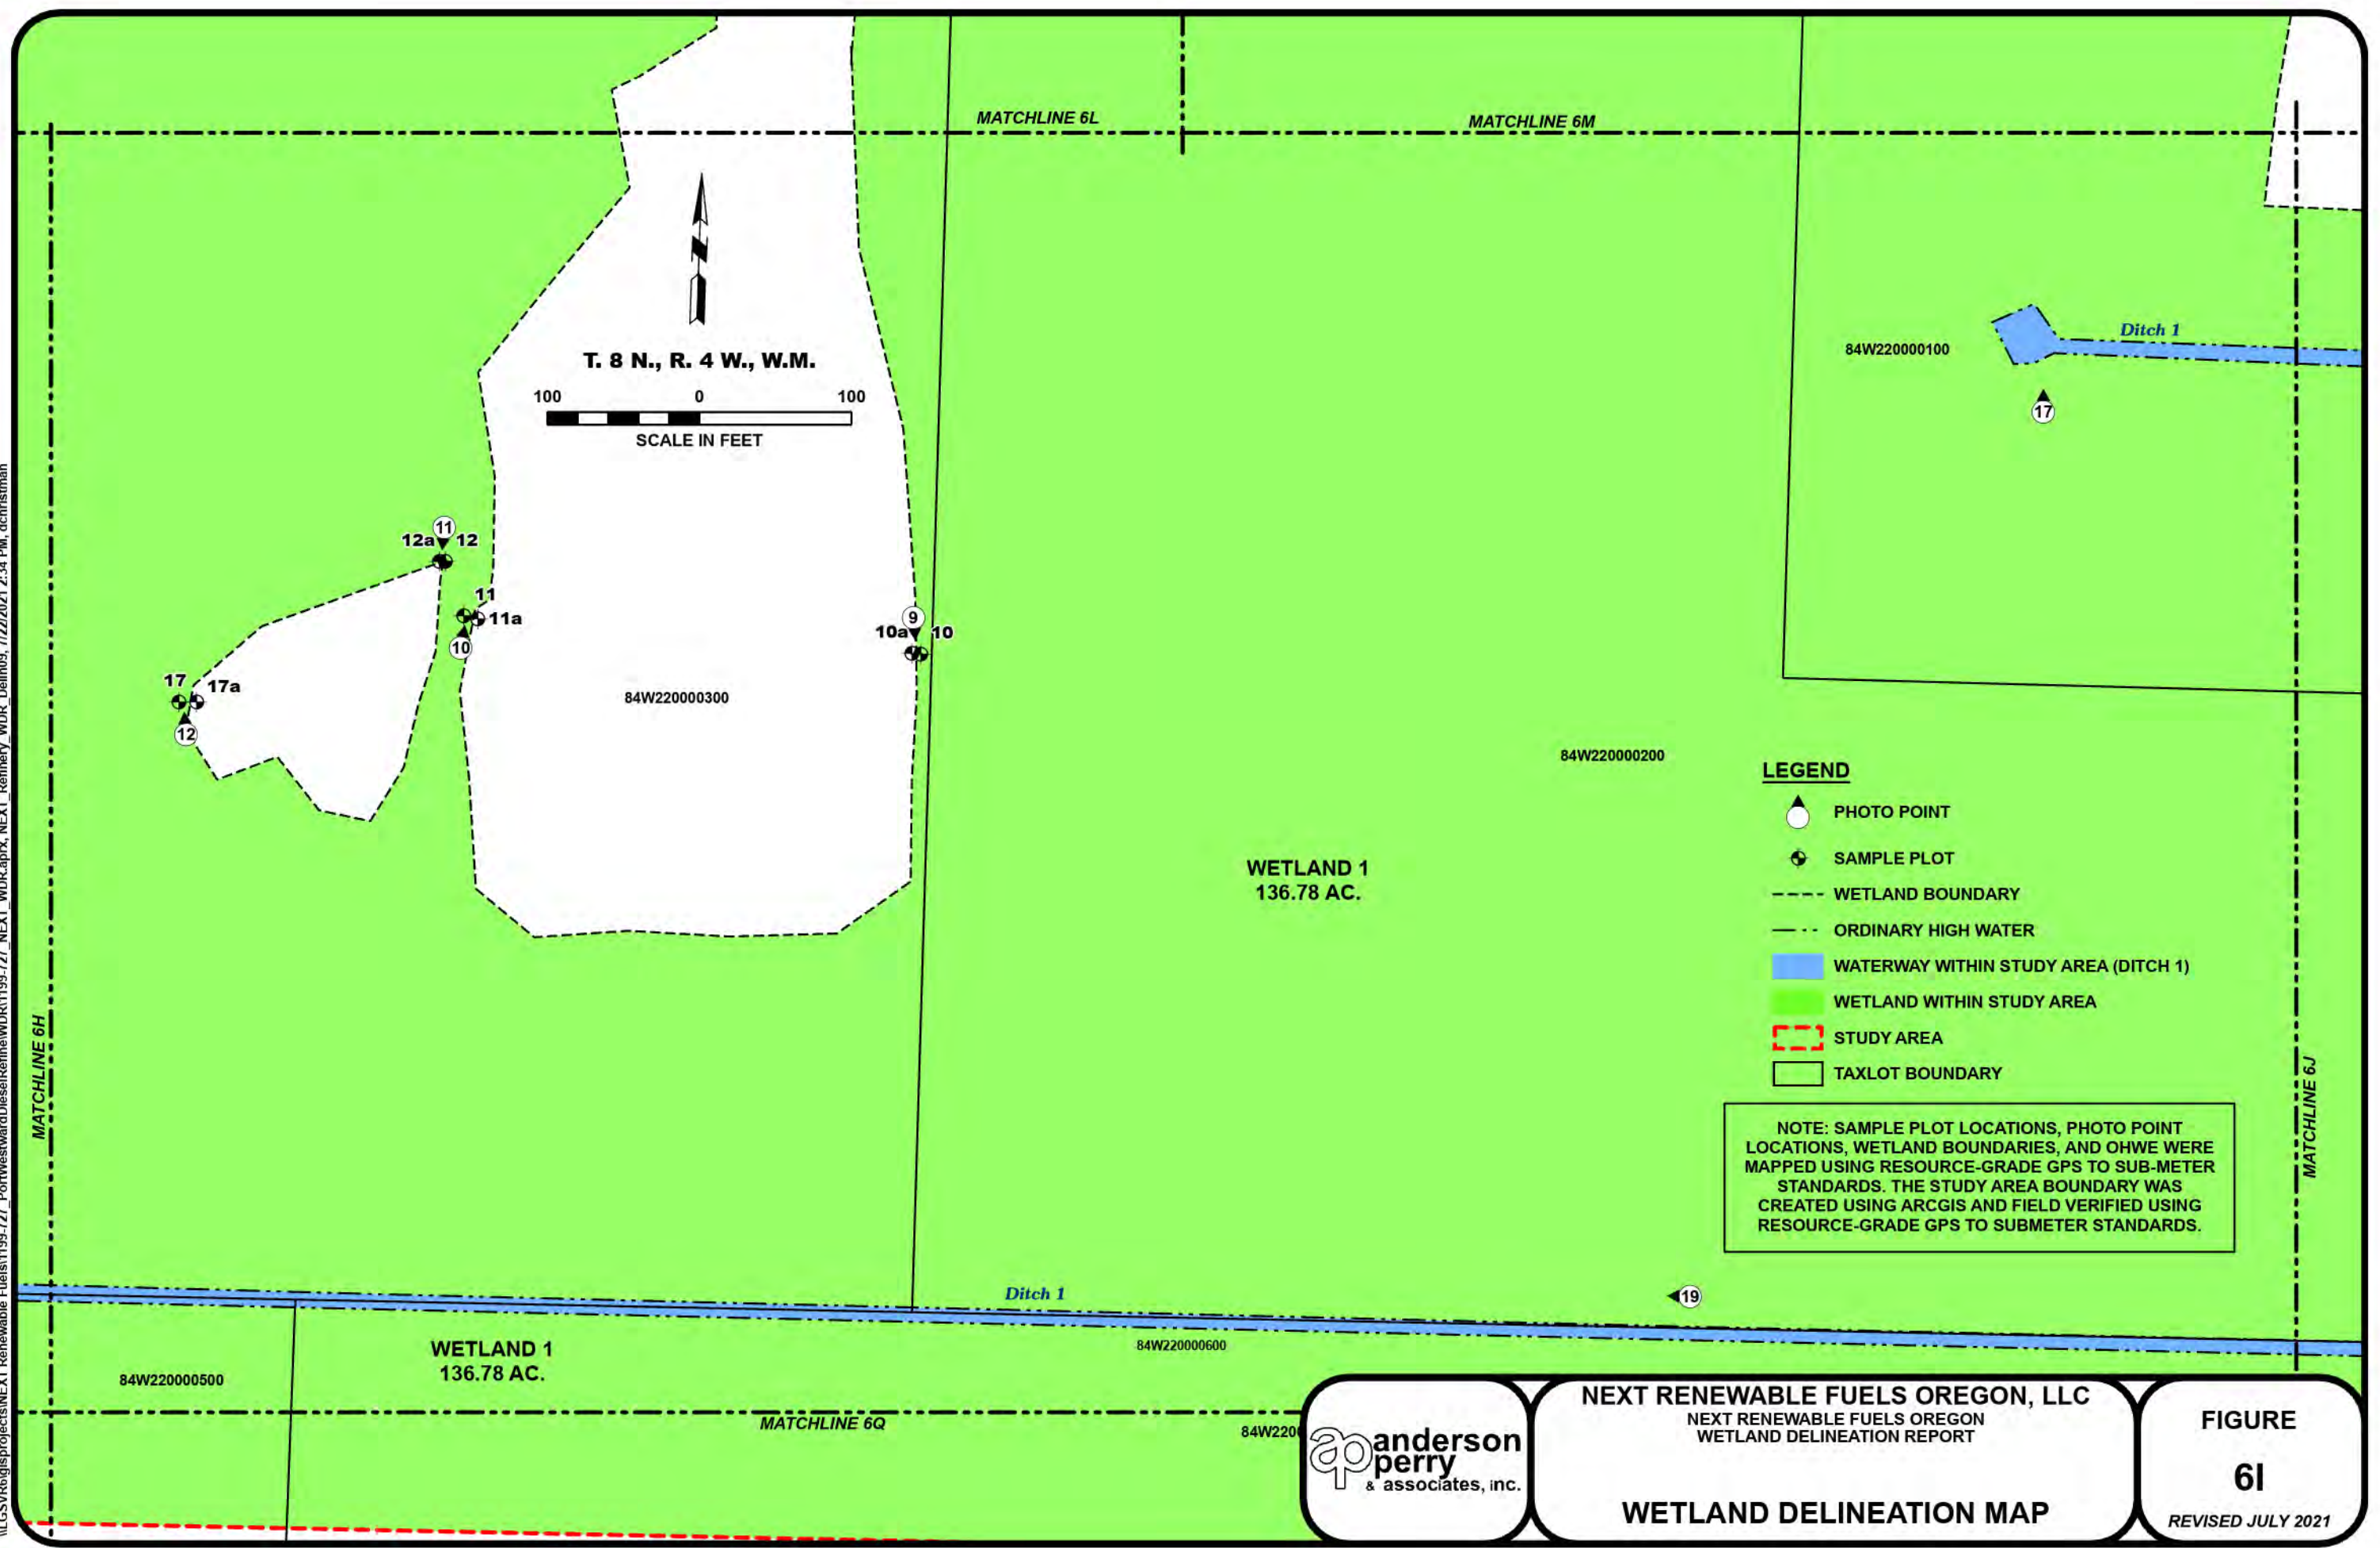 MATCHLINE 6L
MATCHLINE 6M
T. 8 N., R. 4 W., W.M.
100 0 100
SCALE IN FEET
Ditch 1
84W220000100
17
11
12a 12
11
11a
10
9
10a 10
17 17a
12
84W220000300
84W220000200
WETLAND 1
136.78 AC.
LEGEND
PHOTO POINT
SAMPLE PLOT
WETLAND BOUNDARY
ORDINARY HIGH WATER
WATERWAY WITHIN STUDY AREA (DITCH 1)
WETLAND WITHIN STUDY AREA
STUDY AREA
TAXLOT BOUNDARY
NOTE: SAMPLE PLOT LOCATIONS, PHOTO POINT
LOCATIONS, WETLAND BOUNDARIES, AND OHWE WERE
MAPPED USING RESOURCE-GRADE GPS TO SUB-METER
STANDARDS. THE STUDY AREA BOUNDARY WAS
CREATED USING ARCGIS AND FIELD VERIFIED USING
RESOURCE-GRADE GPS TO SUBMETER STANDARDS.
MATCHLINE 6H
MATCHLINE 6J
Ditch 1
19
WETLAND 1
136.78 AC.
84W220000600
84W220000500
MATCHLINE 6Q
84W220
ap anderson
perry
& associates, inc.
NEXT RENEWABLE FUELS OREGON, LLC
NEXT RENEWABLE FUELS OREGON
WETLAND DELINEATION REPORT
WETLAND DELINEATION MAP
FIGURE
6I
REVISED JULY 2021